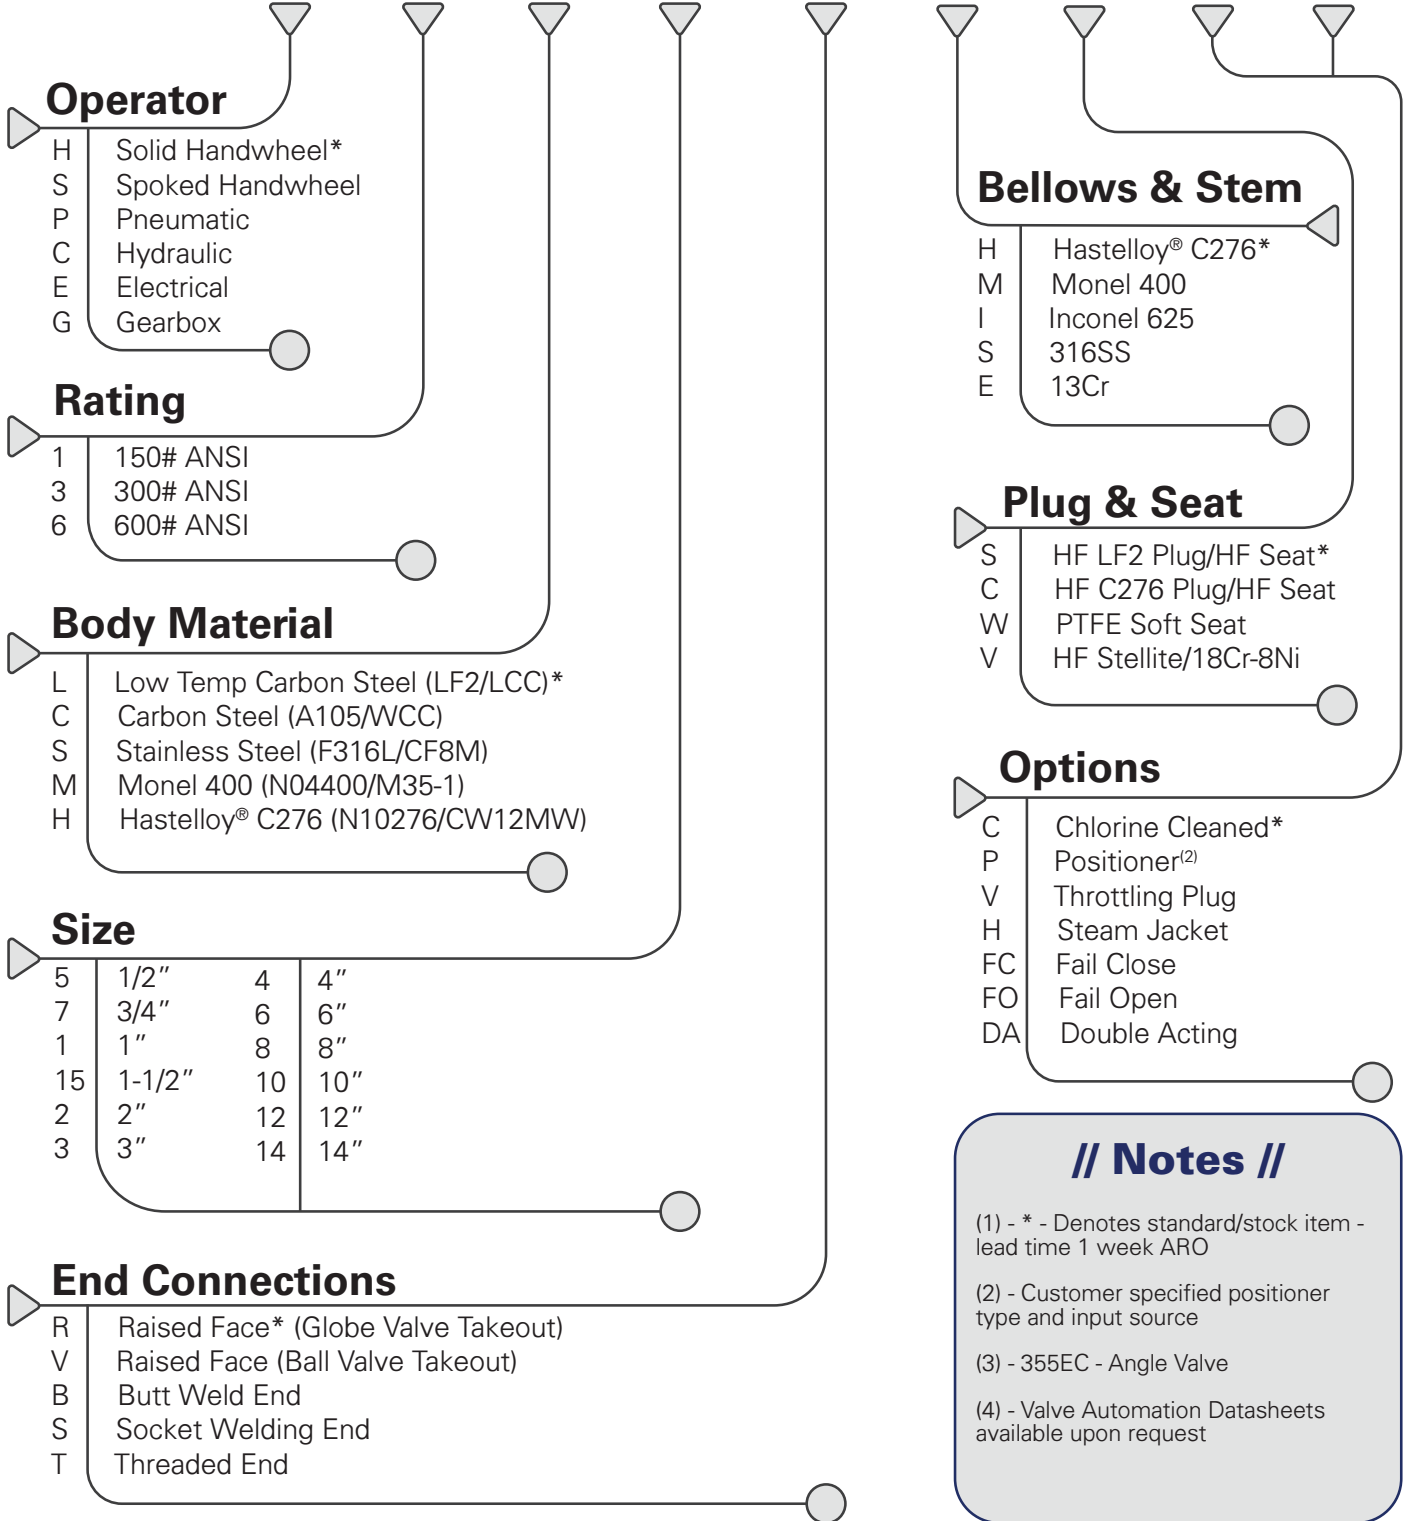 Operator
H Solid Handwheel*
S Spoked Handwheel
P Pneumatic
C Hydraulic
E Electrical
G Gearbox
Rating
1 150# ANSI
3 300# ANSI
6 600# ANSI
Body Material
L Low Temp Carbon Steel (LF2/LCC)*
C Carbon Steel (A105/WCC)
S Stainless Steel (F316L/CF8M)
M Monel 400 (N04400/M35-1)
H Hastelloy® C276 (N10276/CW12MW)
Size
5 1/2" 4 4"
7 3/4" 6 6"
1 1" 8 8"
15 1-1/2" 10 10"
2 2" 12 12"
3 3" 14 14"
End Connections
R Raised Face* (Globe Valve Takeout)
V Raised Face (Ball Valve Takeout)
B Butt Weld End
S Socket Welding End
T Threaded End
Bellows & Stem
H Hastelloy® C276*
M Monel 400
I Inconel 625
S 316SS
E 13Cr
Plug & Seat
S HF LF2 Plug/HF Seat*
C HF C276 Plug/HF Seat
W PTFE Soft Seat
V HF Stellite/18Cr-8Ni
Options
C Chlorine Cleaned*
P Positioner(2)
V Throttling Plug
H Steam Jacket
FC Fail Close
FO Fail Open
DA Double Acting
// Notes //
(1) - * - Denotes standard/stock item -
lead time 1 week ARO
(2) - Customer specified positioner
type and input source
(3) - 355EC - Angle Valve
(4) - Valve Automation Datasheets
available upon request